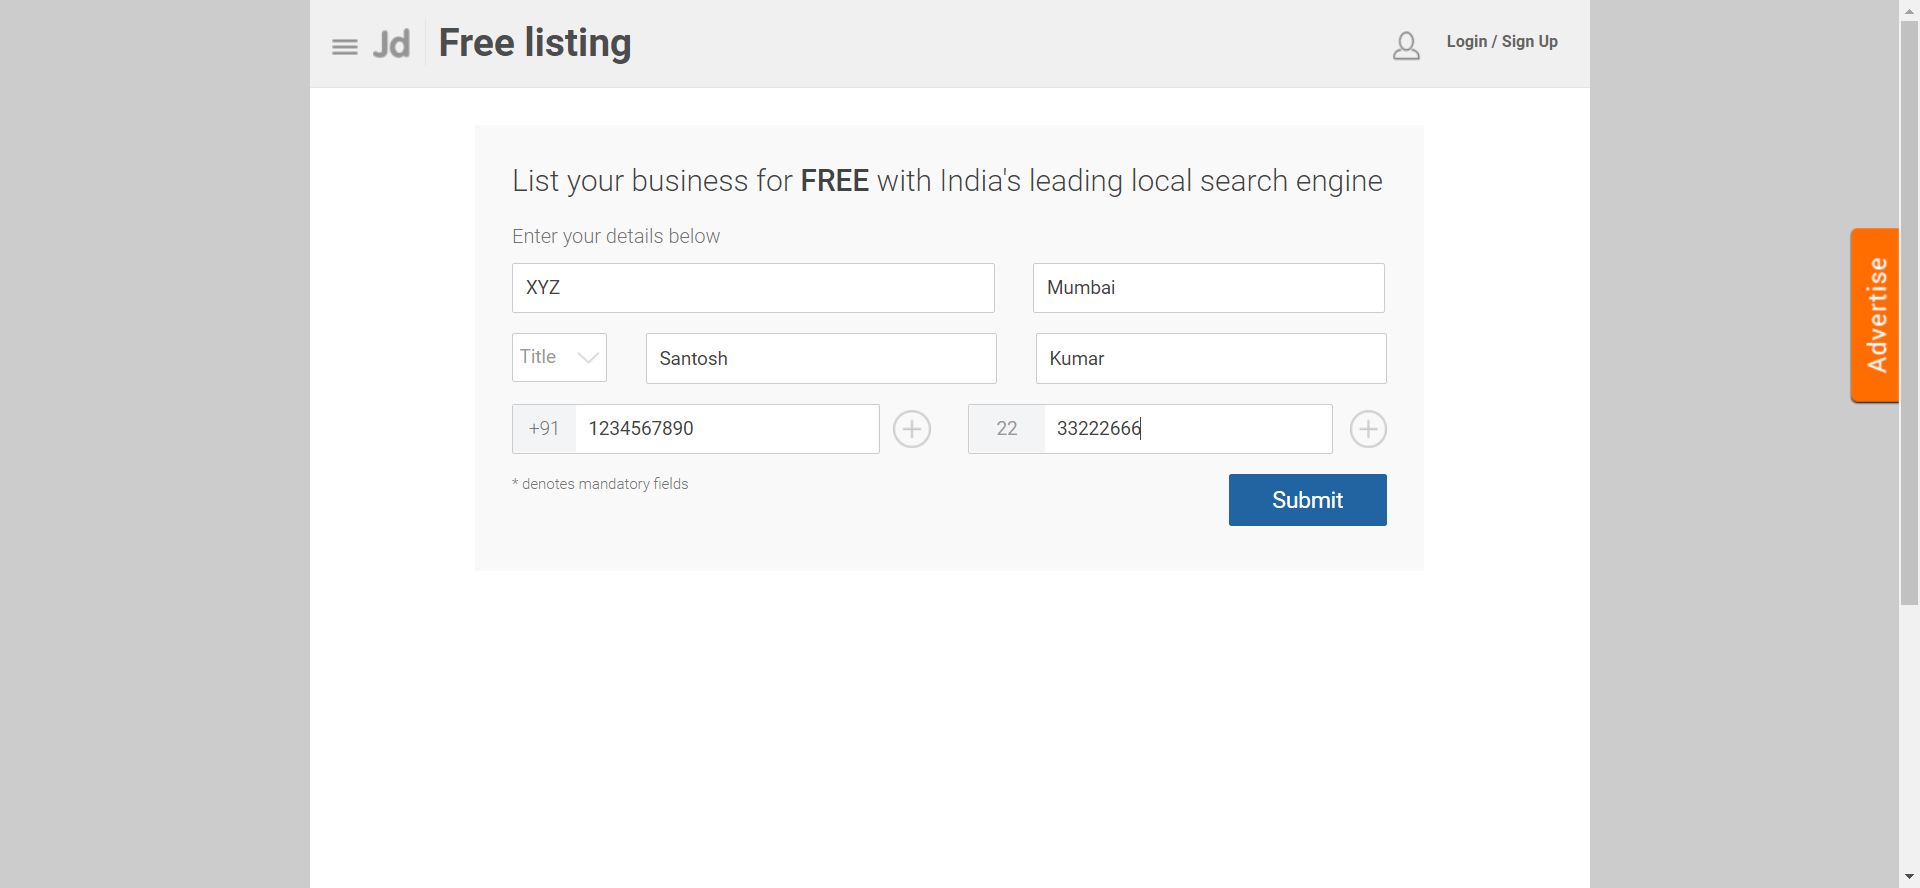 Jd Free listing Login / Sign Up
List your business for FREE with India's leading local search engine
Enter your details below
XYZ Mumbai
Title Santosh Kumar
+91 1234567890 22 33222666
* denotes mandatory fields
Submit
Advertise